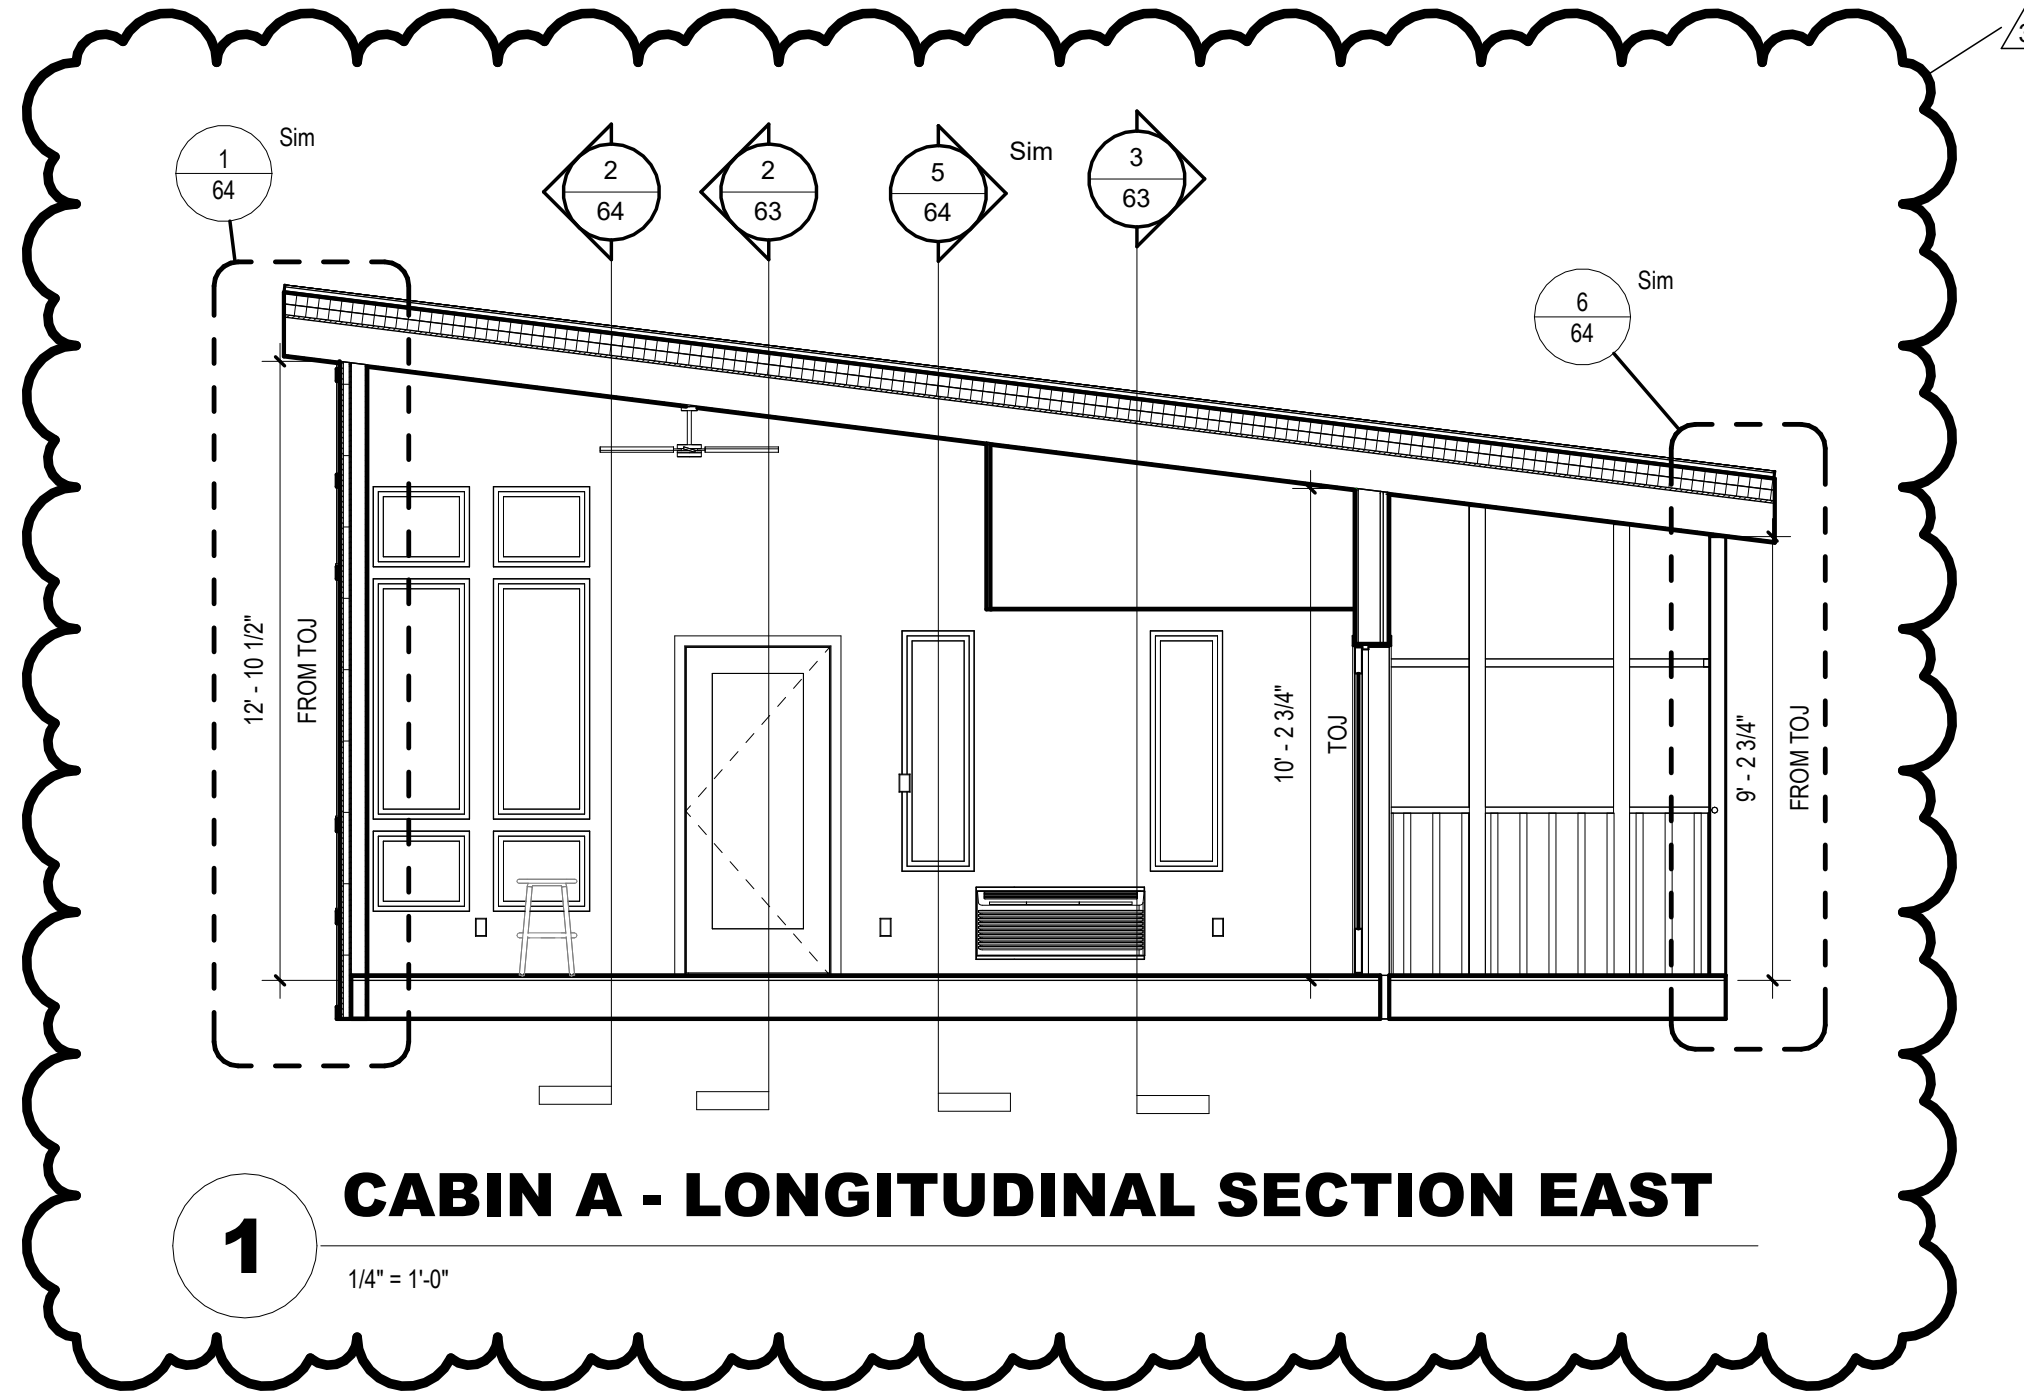 3
1
64
Sim
2
64
2
63
5
64
Sim
3
63
6
64
Sim
12' - 10 1/2"
FROM TOJ
10' - 2 3/4"
TOJ
9' - 2 3/4"
FROM TOJ
1
CABIN A - LONGITUDINAL SECTION EAST
1/4" = 1'-0"